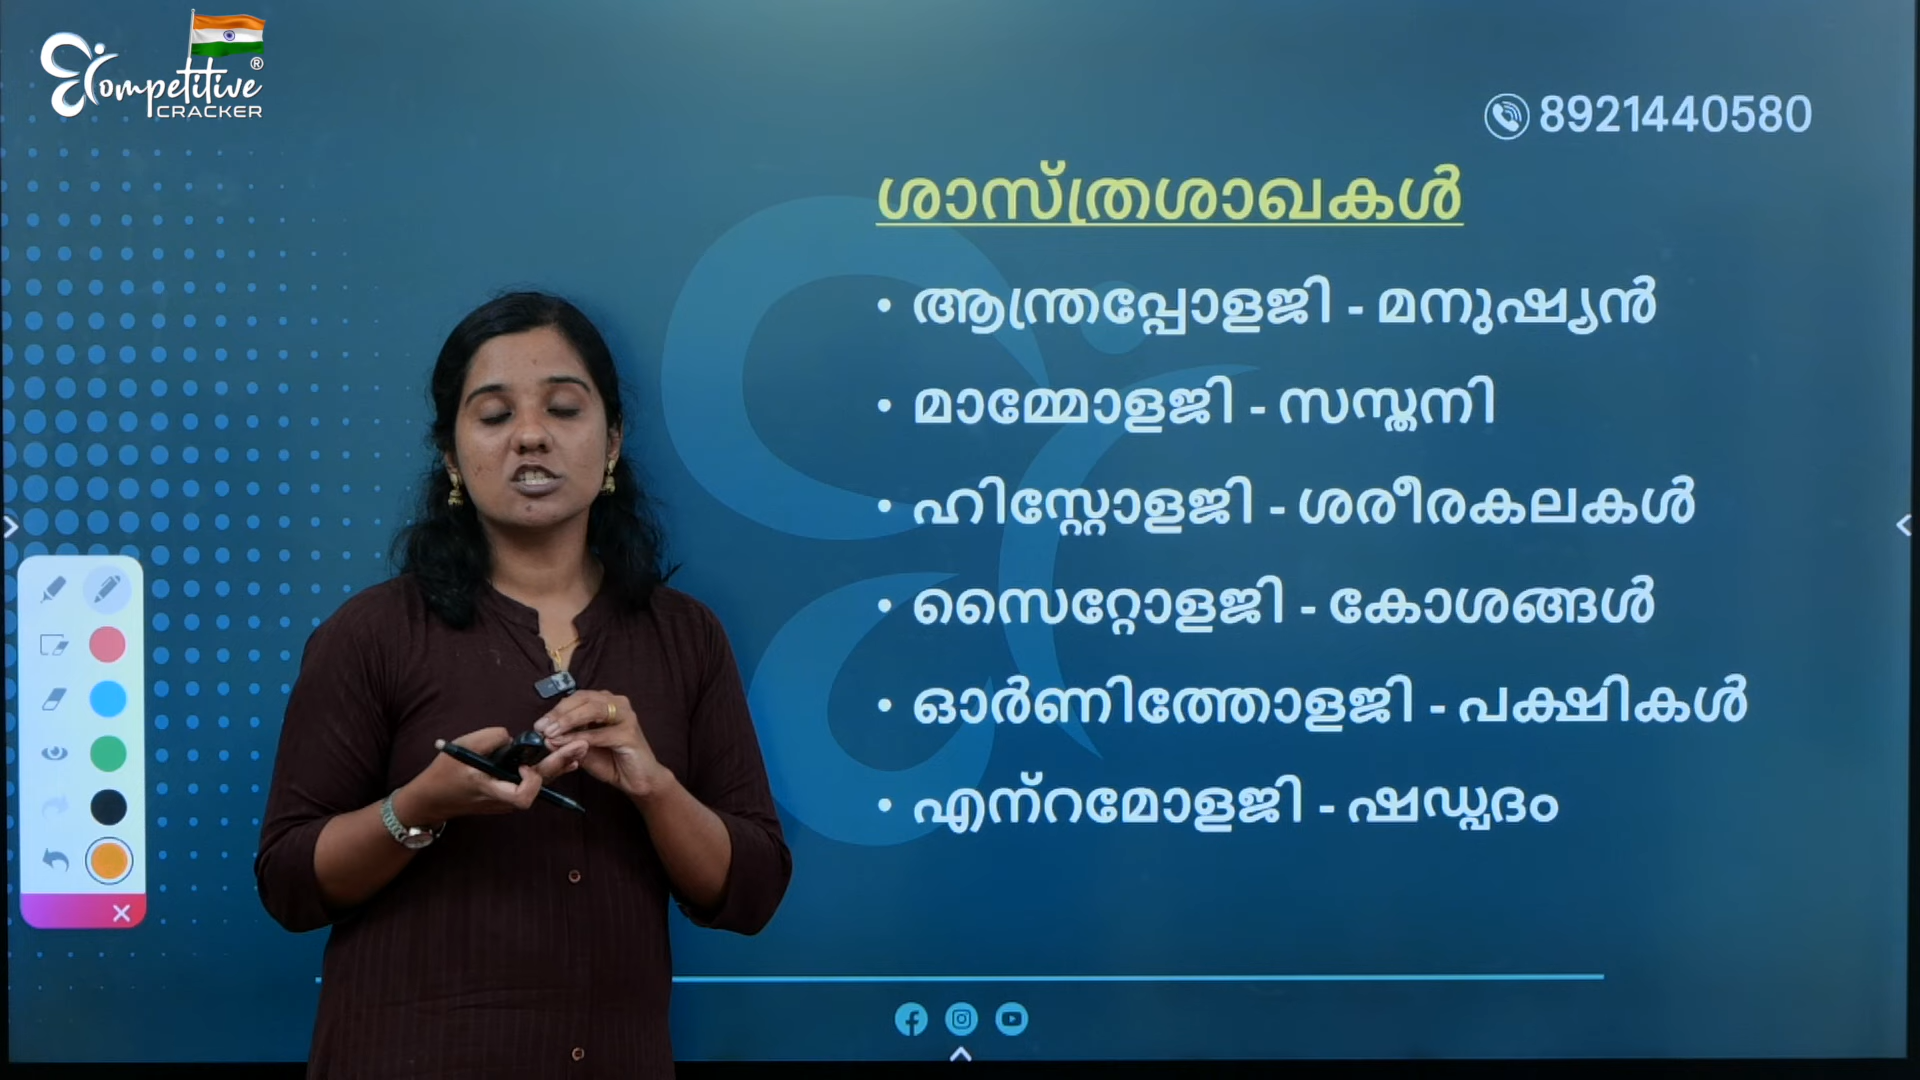 Competitive®
CRACKER
8921440580
ശാസ്ത്രശാഖകൾ
• ആന്ത്രപ്പോളജി - മനുഷ്യൻ
• മാമ്മോളജി - സസ്തനി
• ഹിസ്റ്റോളജി - ശരീരകലകൾ
• സൈറ്റോളജി - കോശങ്ങൾ
• ഓർണിത്തോളജി - പക്ഷികൾ
• എന്റമോളജി - ഷഡ്പദം